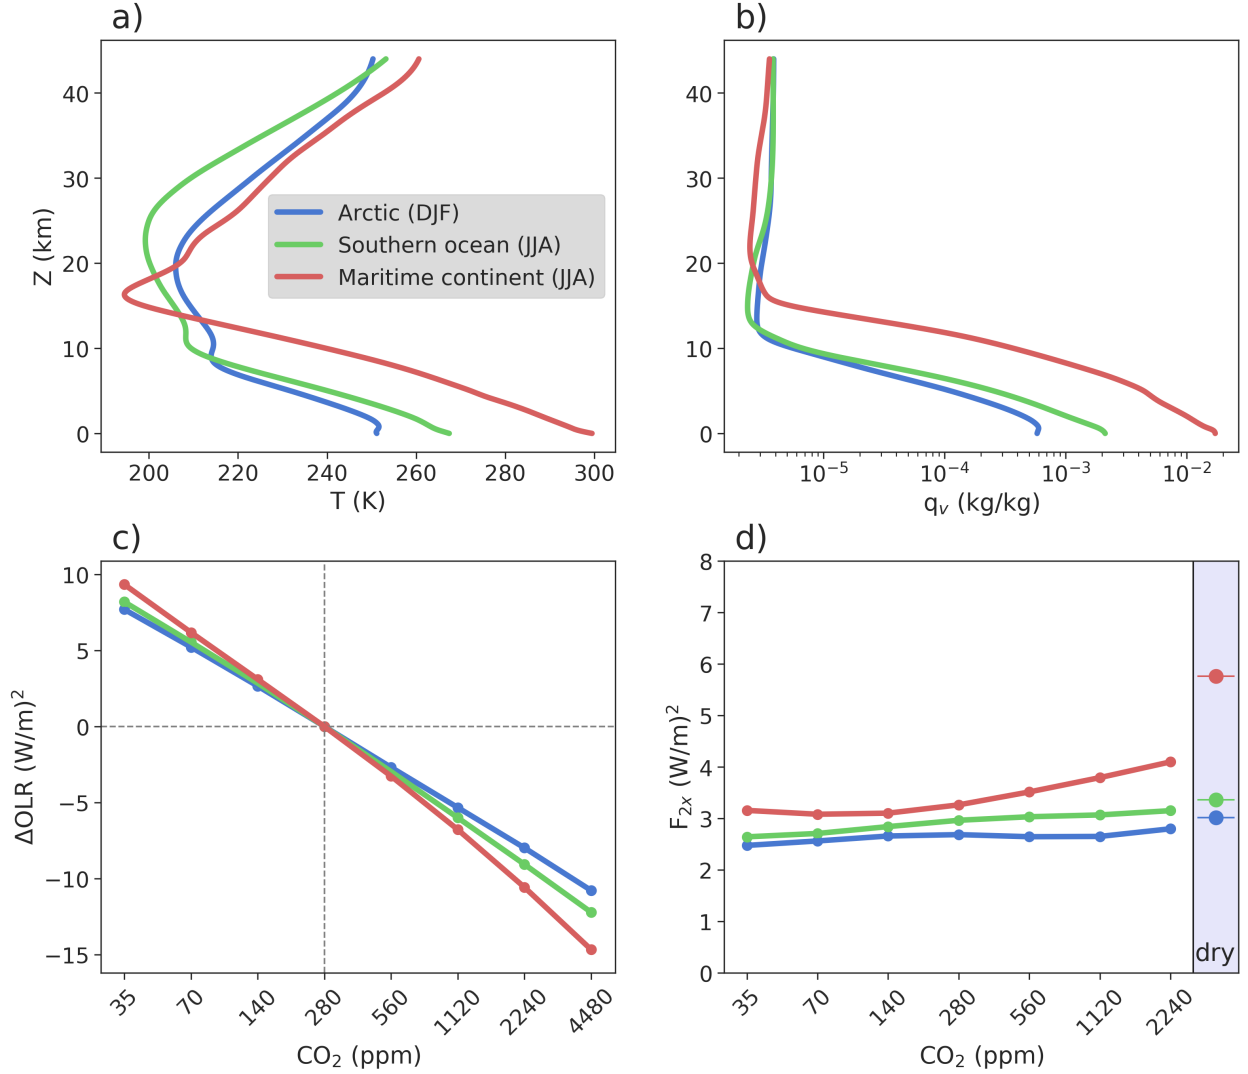 a)
40
30
20
10
0
Z (km)
200 220 240 260 280 300
T (K)
Arctic (DJF)
Southern ocean (JJA)
Maritime continent (JJA)
b)
40
30
20
10
0
10⁻⁵ 10⁻⁴ 10⁻³ 10⁻²
qᵥ (kg/kg)
c)
10
5
0
−5
−10
−15
ΔOLR (W/m)²
35 70 140 280 560 1120 2240 4480
CO₂ (ppm)
d)
8
7
6
5
4
3
2
1
0
F₂ₓ (W/m)²
dry
35 70 140 280 560 1120 2240
CO₂ (ppm)